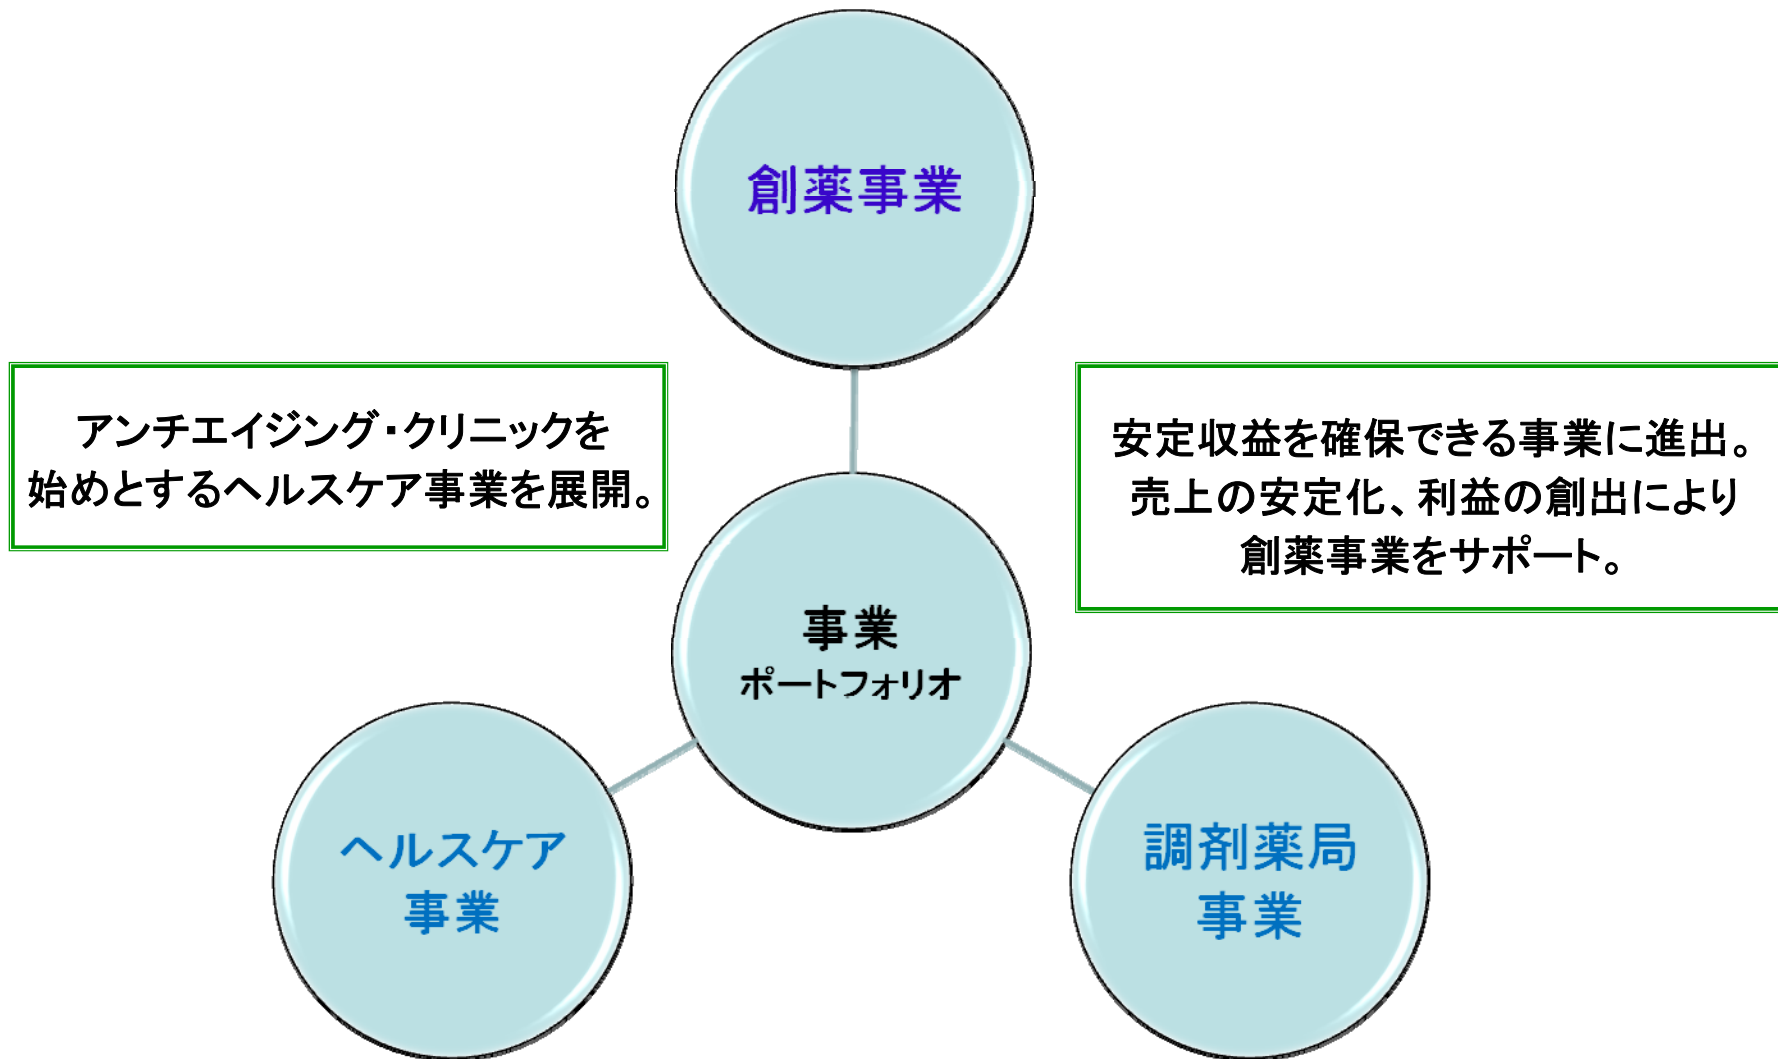 創薬事業
アンチエイジング・クリニックを
始めとするヘルスケア事業を展開。
安定収益を確保できる事業に進出。
売上の安定化、利益の創出により
創薬事業をサポート。
事業
ポートフォリオ
ヘルスケア
事業
調剤薬局
事業